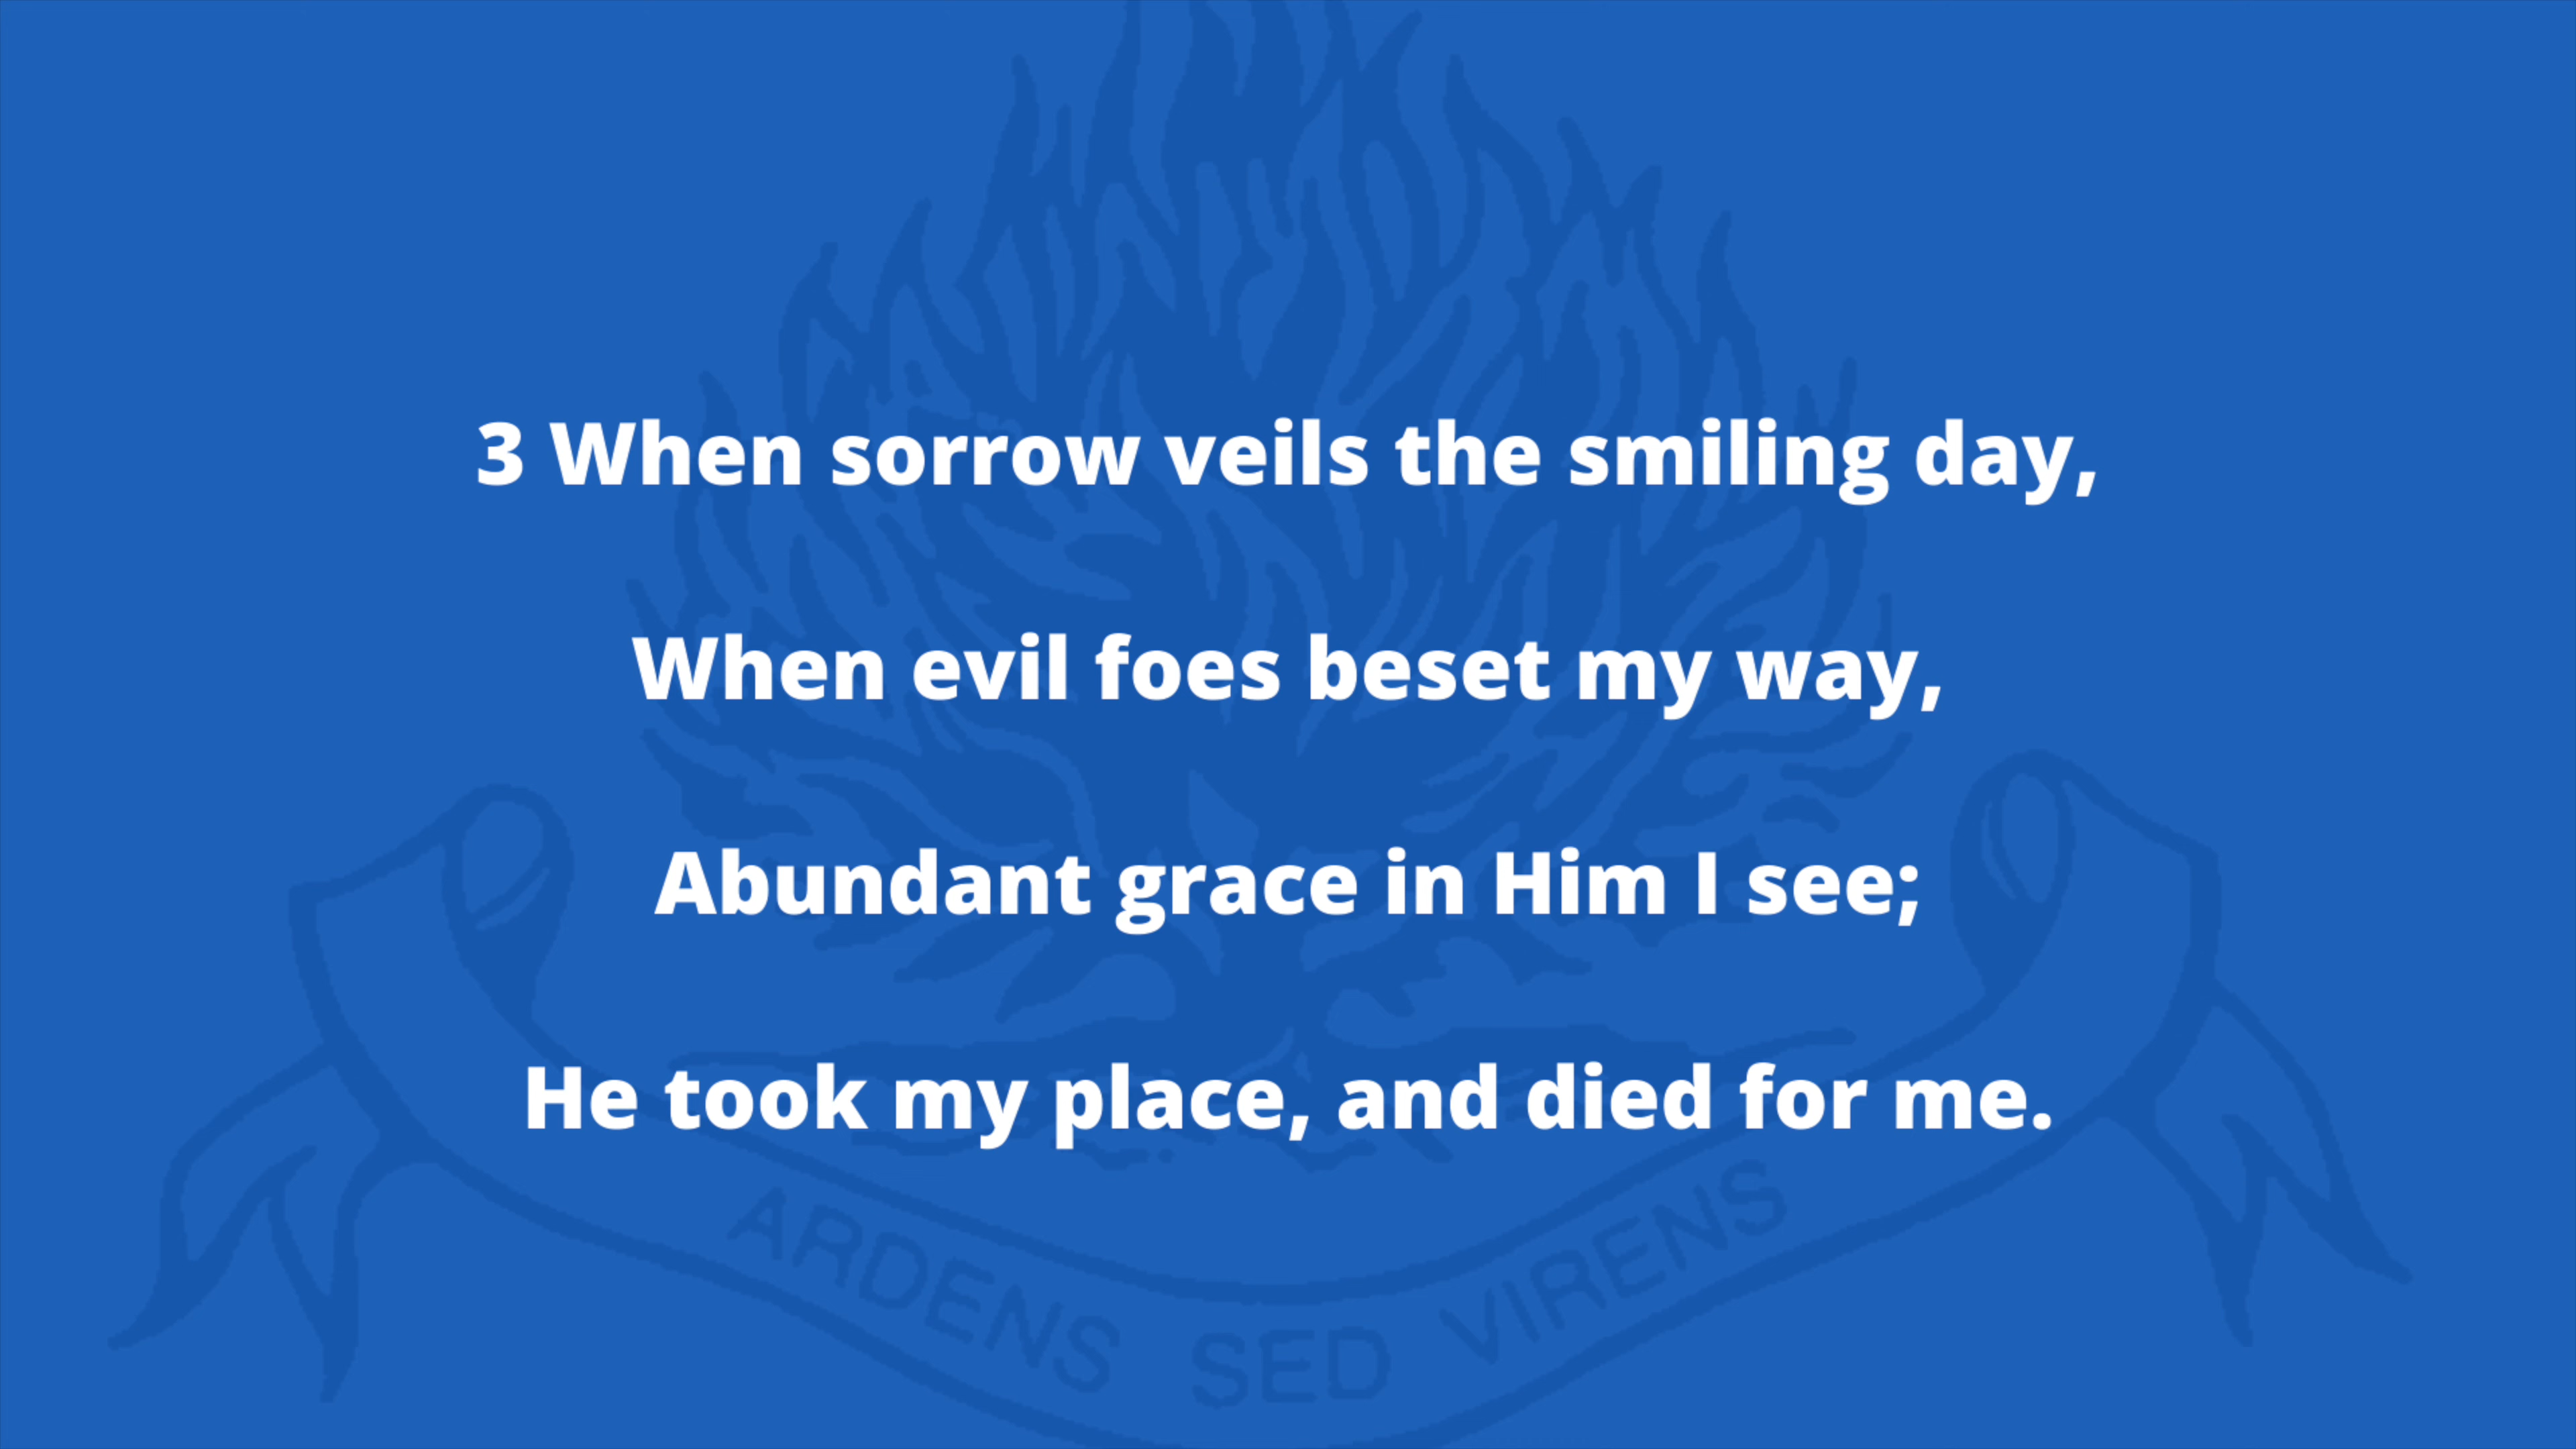 3 When sorrow veils the smiling day,
When evil foes beset my way,
Abundant grace in Him I see;
He took my place, and died for me.
ARDENS SED VIRENS